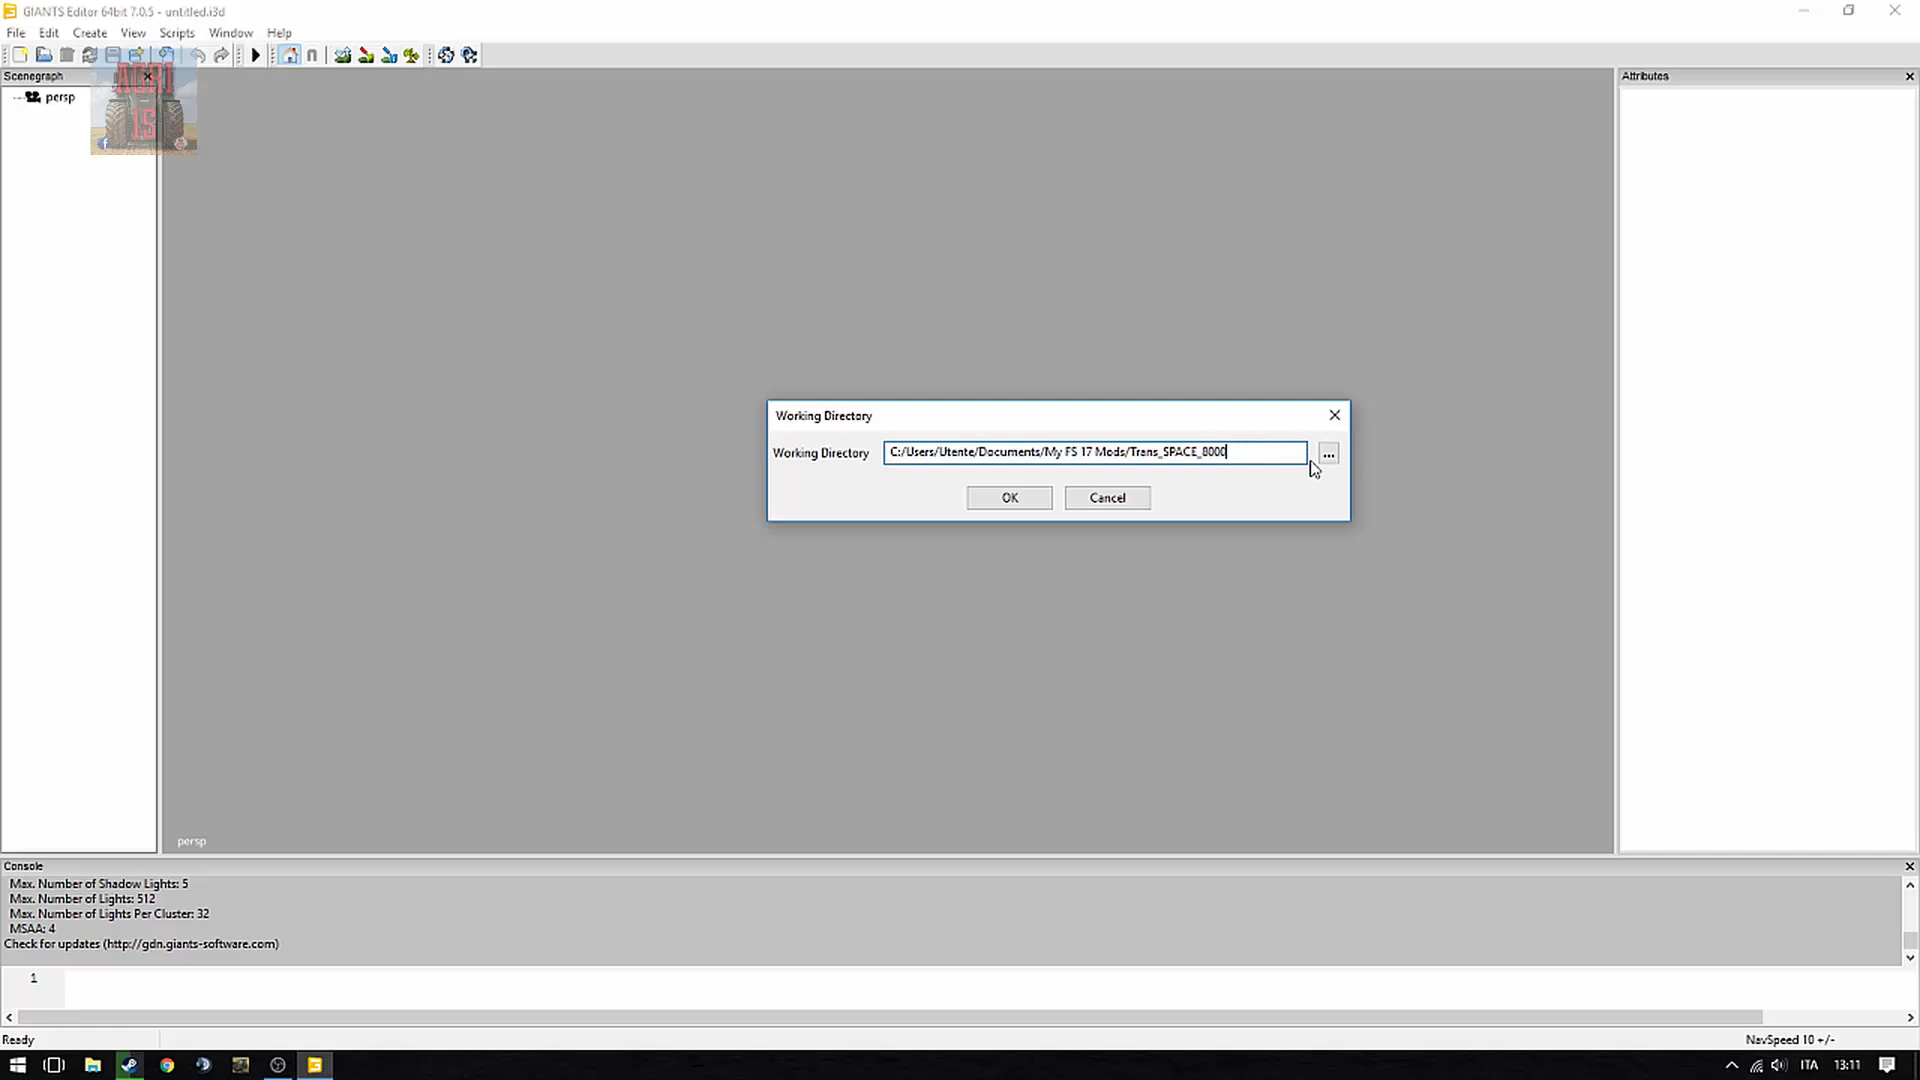 GIANTS Editor 64bit 7.0.5 - untitled.i3d
File Edit Create View Scripts Window Help
Scenegraph
Attributes
persp
AGRI
15
Working Directory
Working Directory C:/Users/Utente/Documents/My FS 17 Mods/Trans_SPACE_8000 ...
OK Cancel
persp
Console
Max. Number of Shadow Lights: 5
Max. Number of Lights: 512
Max. Number of Lights Per Cluster: 32
MSAA: 4
Check for updates (http://gdn.giants-software.com)
1
Ready
NavSpeed 10 +/-
ITA 13:11